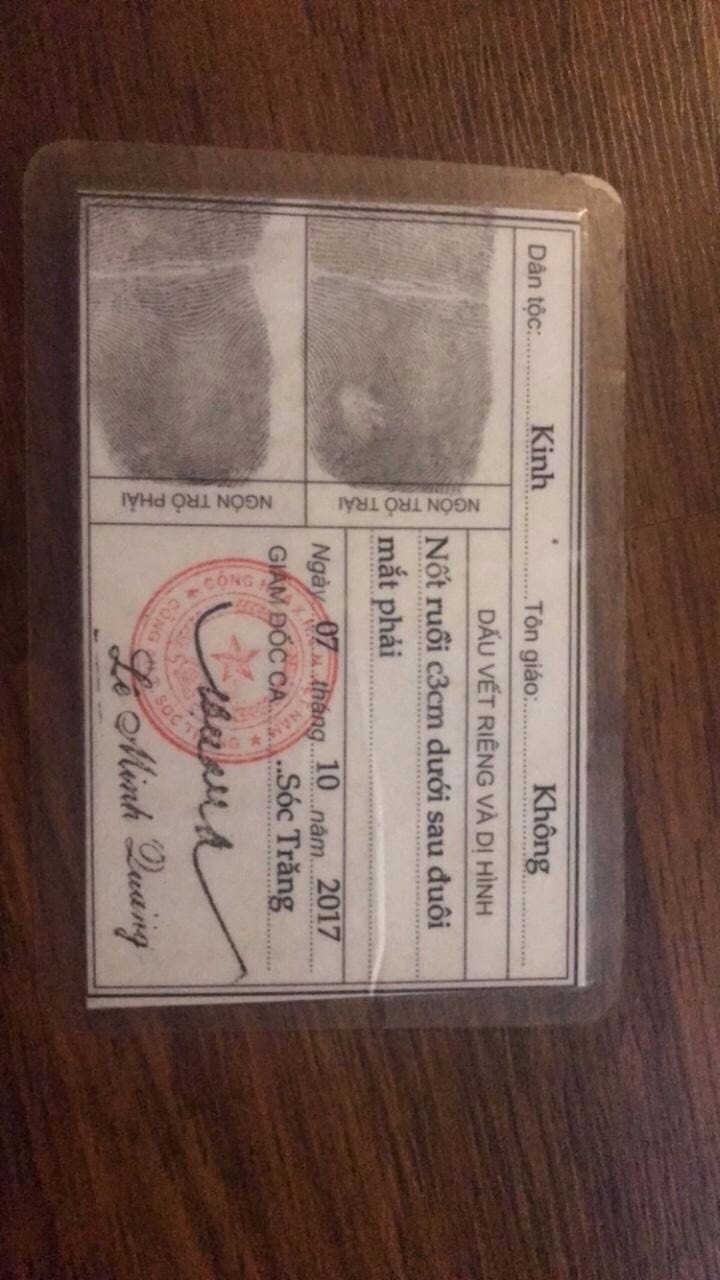 Dân tộc: Kinh Tôn giáo: Không
NGÓN TRỎ TRÁI
NGÓN TRỎ PHẢI
DẤU VẾT RIÊNG VÀ DỊ HÌNH
Nốt ruồi c3cm dưới sau đuôi
mắt phải
Ngày 07 tháng 10 năm 2017
GIÁM ĐỐC CA Sóc Trăng
Lê Minh Quang